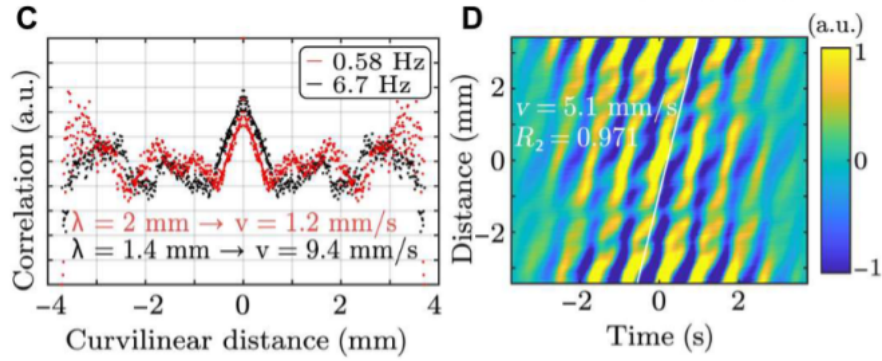 C
Correlation (a.u.)
0.58 Hz
6.7 Hz
λ = 2 mm → v = 1.2 mm/s
λ = 1.4 mm → v = 9.4 mm/s
−4 −2 0 2 4
Curvilinear distance (mm)
D
(a.u.)
Distance (mm)
2
0
−2
v = 5.1 mm/s
R₂ = 0.971
−2 0 2
Time (s)
1
0
−1